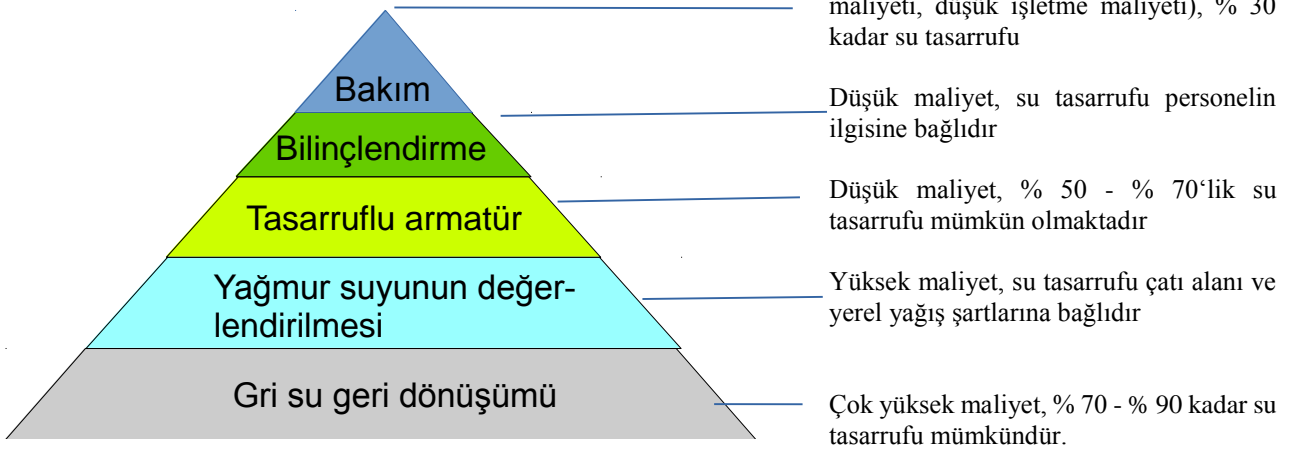 maliyeti, düşük işletme maliyeti), % 30
kadar su tasarrufu
Bakım
Düşük maliyet, su tasarrufu personelin
ilgisine bağlıdır
Bilinçlendirme
Düşük maliyet, % 50 - % 70‘lik su
tasarrufu mümkün olmaktadır
Tasarruflu armatür
Yüksek maliyet, su tasarrufu çatı alanı ve
yerel yağış şartlarına bağlıdır
Yağmur suyunun değer-
lendirilmesi
Gri su geri dönüşümü
Çok yüksek maliyet, % 70 - % 90 kadar su
tasarrufu mümkündür.